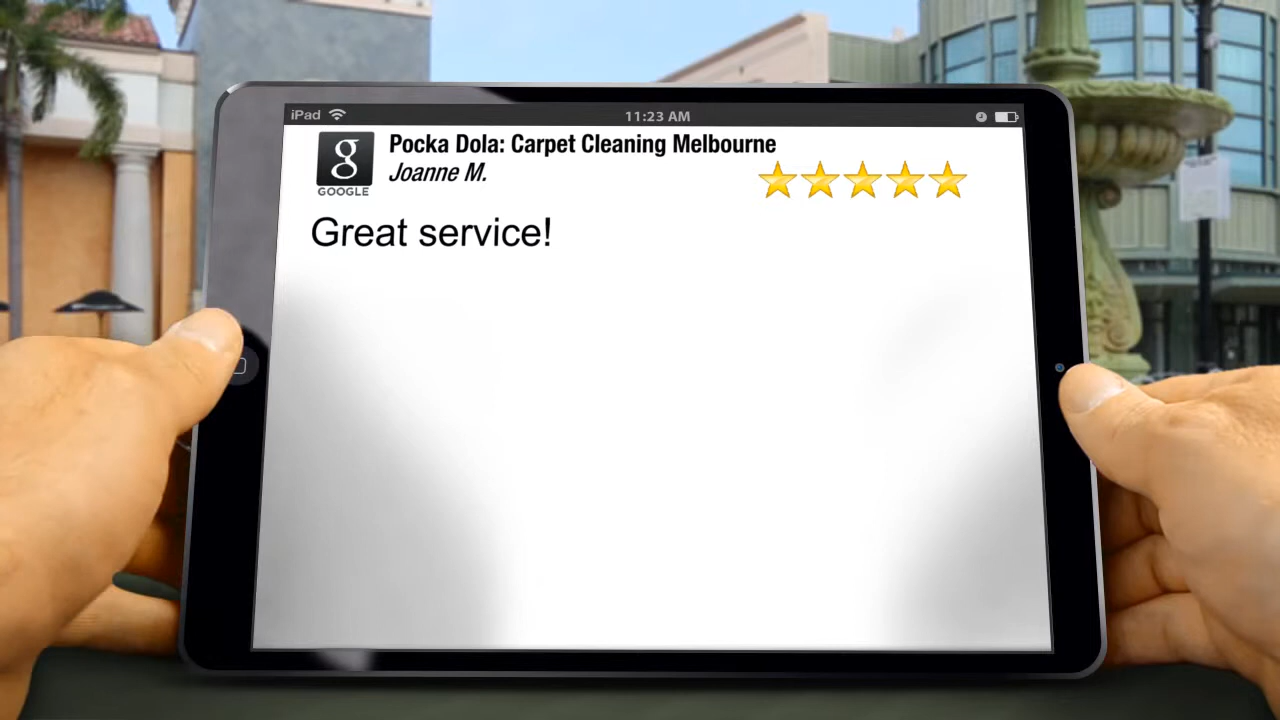 iPad
11:23 AM
g
GOOGLE
Pocka Dola: Carpet Cleaning Melbourne
Joanne M.
Great service!